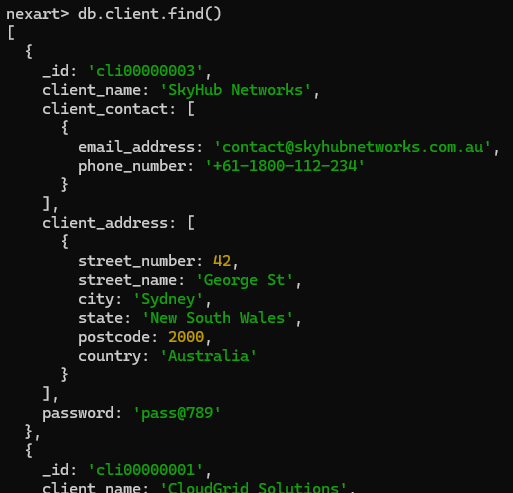 nexart> db.client.find()
[
  {
    _id: 'cli00000003',
    client_name: 'SkyHub Networks',
    client_contact: [
      {
        email_address: 'contact@skyhubnetworks.com.au',
        phone_number: '+61-1800-112-234'
      }
    ],
    client_address: [
      {
        street_number: 42,
        street_name: 'George St',
        city: 'Sydney',
        state: 'New South Wales',
        postcode: 2000,
        country: 'Australia'
      }
    ],
    password: 'pass@789'
  },
  {
    _id: 'cli00000001',
    client_name: 'CloudGrid Solutions',